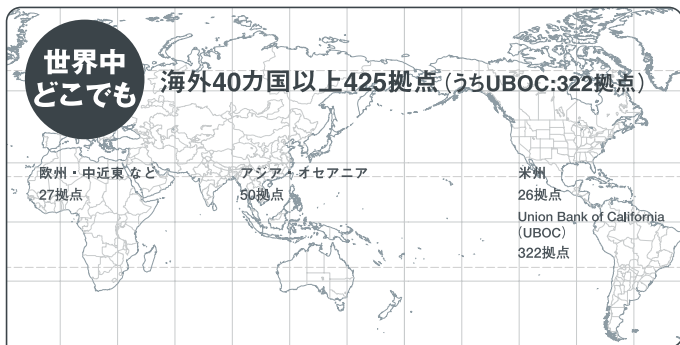 世界中
どこでも
海外40カ国以上425拠点（うちUBOC:322拠点）
欧州・中近東 など
27拠点
アジア・オセアニア
50拠点
米州
26拠点
Union Bank of California
（UBOC）
322拠点